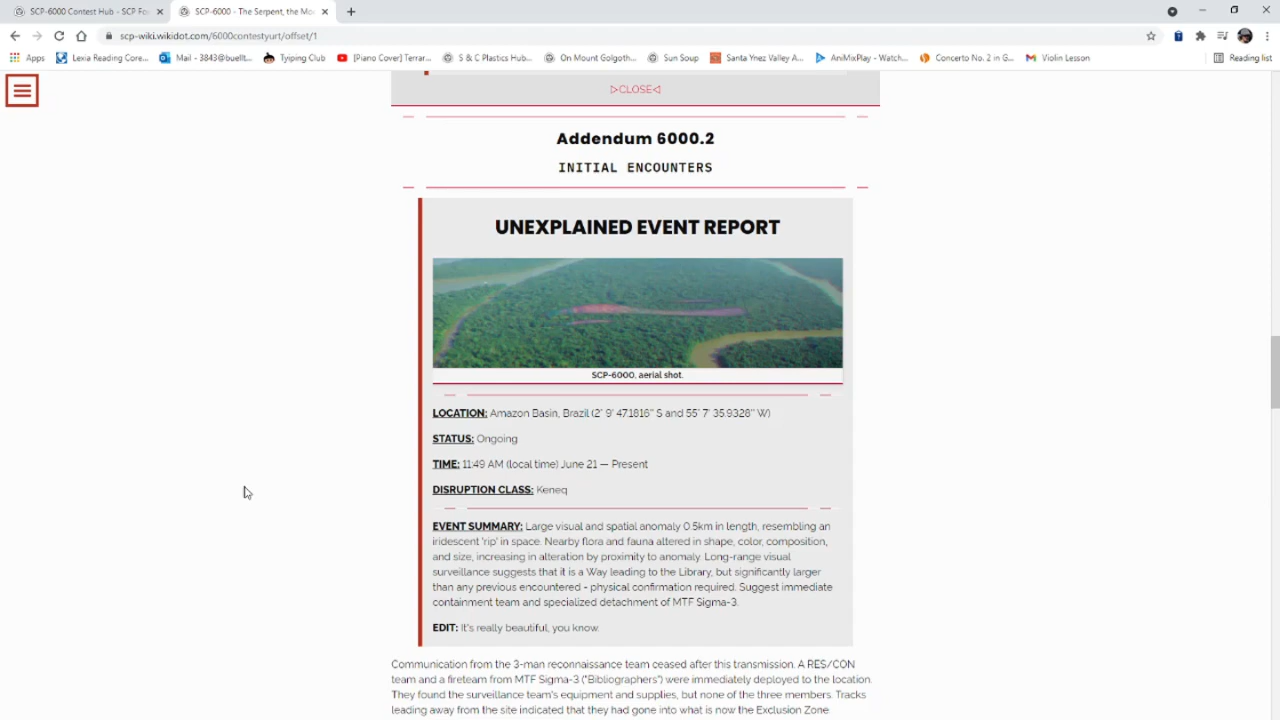 SCP-6000 Contest Hub - SCP Fo
SCP-6000 - The Serpent, the Mo
scp-wiki.wikidot.com/6000contestyurt/offset/1
Apps
Lexia Reading Core...
Mail - 3843@buellt...
Tyiping Club
[Piano Cover] Terrar...
S & C Plastics Hub...
On Mount Golgoth...
Sun Soup
Santa Ynez Valley A...
AniMixPlay - Watch...
Concerto No. 2 in G...
Violin Lesson
Reading list
▷CLOSE◁
Addendum 6000.2
INITIAL ENCOUNTERS
UNEXPLAINED EVENT REPORT
SCP-6000, aerial shot.
LOCATION: Amazon Basin, Brazil (2° 9' 47.1816'' S and 55° 7' 35.9328'' W)
STATUS: Ongoing
TIME: 11:49 AM (local time) June 21 — Present
DISRUPTION CLASS: Keneq
EVENT SUMMARY: Large visual and spatial anomaly 0.5km in length, resembling an
iridescent 'rip' in space. Nearby flora and fauna altered in shape, color, composition,
and size, increasing in alteration by proximity to anomaly. Long-range visual
surveillance suggests that it is a Way leading to the Library, but significantly larger
than any previous encountered - physical confirmation required. Suggest immediate
containment team and specialized detachment of MTF Sigma-3.
EDIT: It's really beautiful, you know.
Communication from the 3-man reconnaissance team ceased after this transmission. A RES/CON
team and a fireteam from MTF Sigma-3 ("Bibliographers") were immediately deployed to the location.
They found the surveillance team's equipment and supplies, but none of the three members. Tracks
leading away from the site indicated that they had gone into what is now the Exclusion Zone